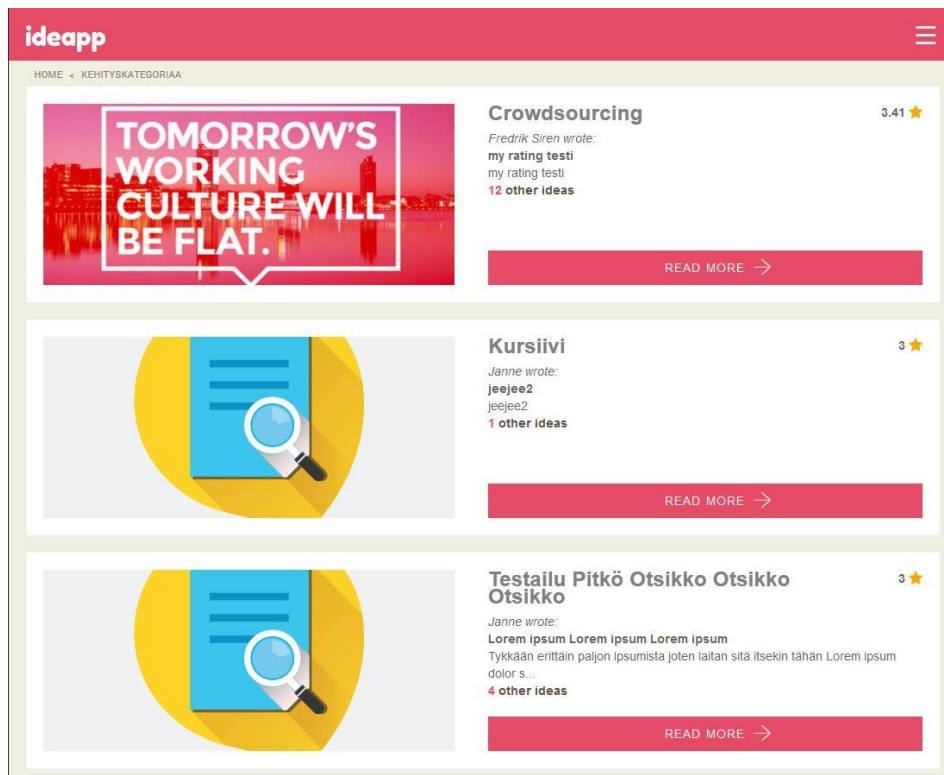 ideapp
HOME « KEHITYSKATEGORIAA
TOMORROW'S
WORKING
CULTURE WILL
BE FLAT.
Crowdsourcing
3.41
Fredrik Siren wrote:
my rating testi
my rating testi
12 other ideas
READ MORE
Kursiivi
3
Janne wrote:
jeejee2
jeejee2
1 other ideas
READ MORE
Testailu Pitkö Otsikko Otsikko
Otsikko
3
Janne wrote:
Lorem ipsum Lorem ipsum Lorem ipsum
Tykkään erittäin paljon Ipsumista joten laitan sitä itsekin tähän Lorem ipsum
dolor s...
4 other ideas
READ MORE